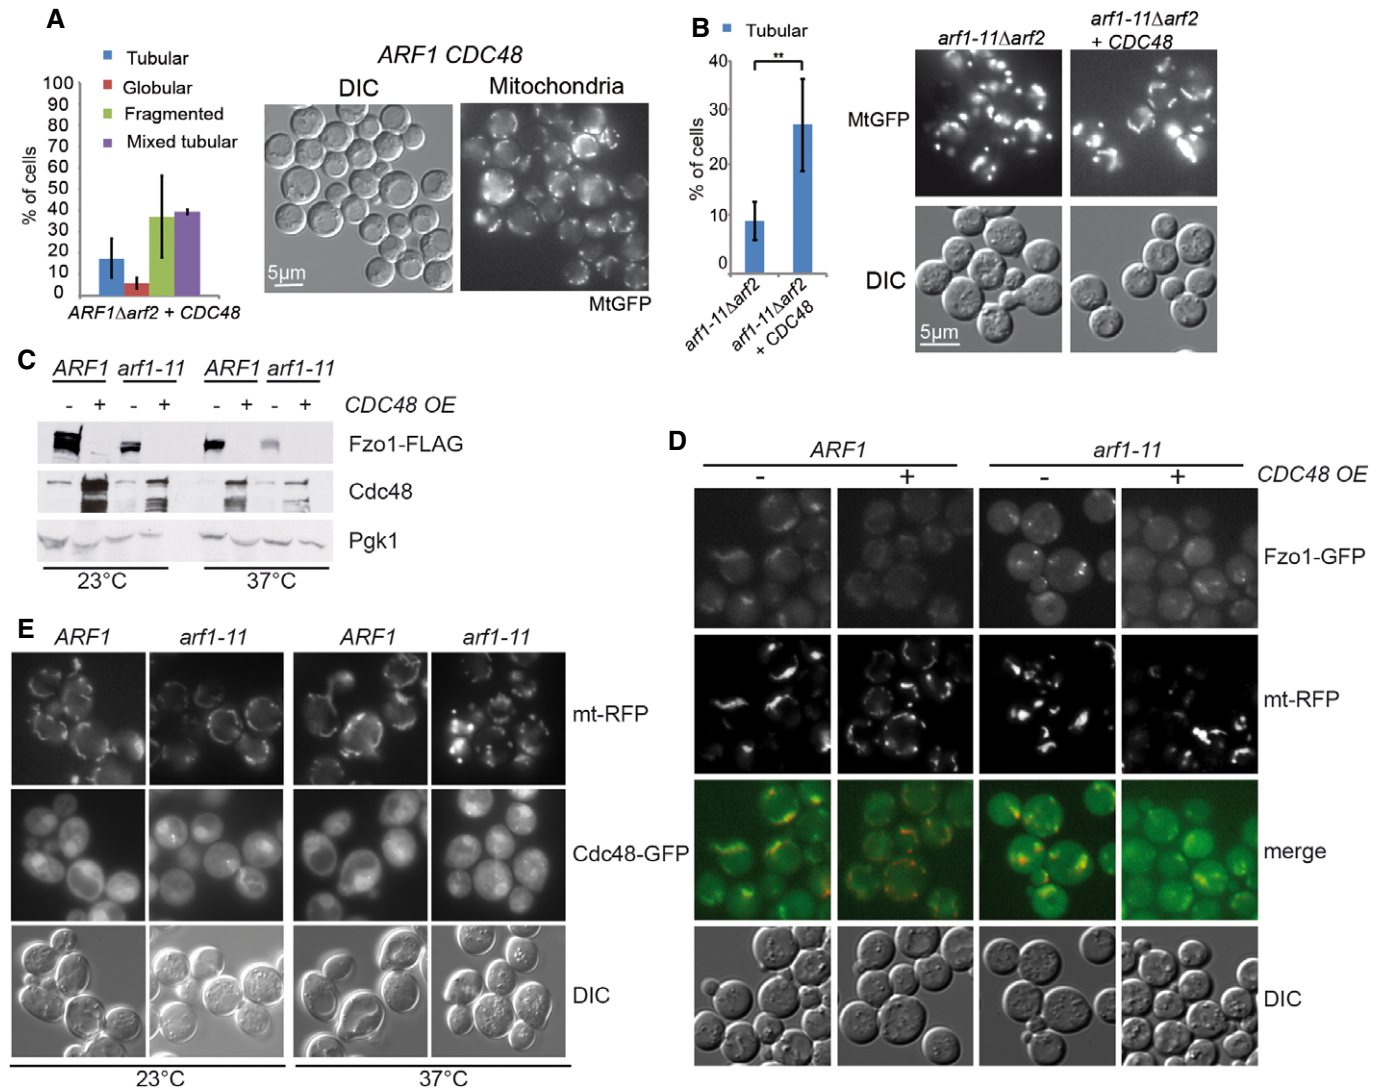 A
Tubular
Globular
Fragmented
Mixed tubular
% of cells
100
90
80
70
60
50
40
30
20
10
0
ARF1Δarf2 + CDC48
ARF1 CDC48
DIC
Mitochondria
5µm
MtGFP
B
Tubular
% of cells
40
30
20
10
0
**
arf1-11Δarf2
arf1-11Δarf2
+ CDC48
arf1-11Δarf2
arf1-11Δarf2
+ CDC48
MtGFP
DIC
5µm
C
ARF1 arf1-11 ARF1 arf1-11
- + - + - + - + CDC48 OE
Fzo1-FLAG
Cdc48
Pgk1
23°C 37°C
D
ARF1 arf1-11
- + - + CDC48 OE
Fzo1-GFP
mt-RFP
merge
DIC
E
ARF1 arf1-11 ARF1 arf1-11
mt-RFP
Cdc48-GFP
DIC
23°C 37°C